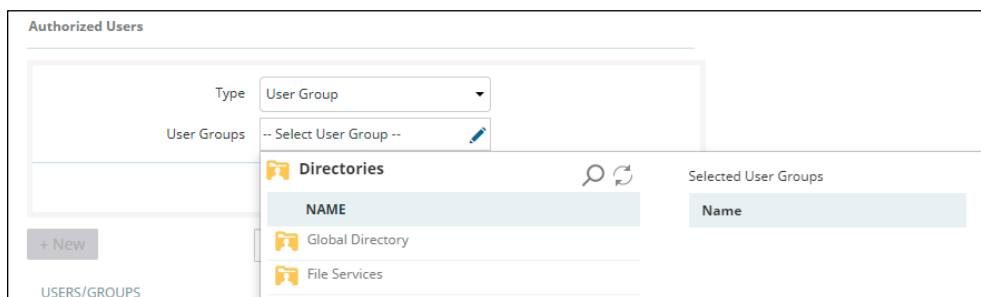 Authorized Users
Type User Group
User Groups -- Select User Group --
Directories
Selected User Groups
NAME
Name
+ New
Global Directory
File Services
USERS/GROUPS